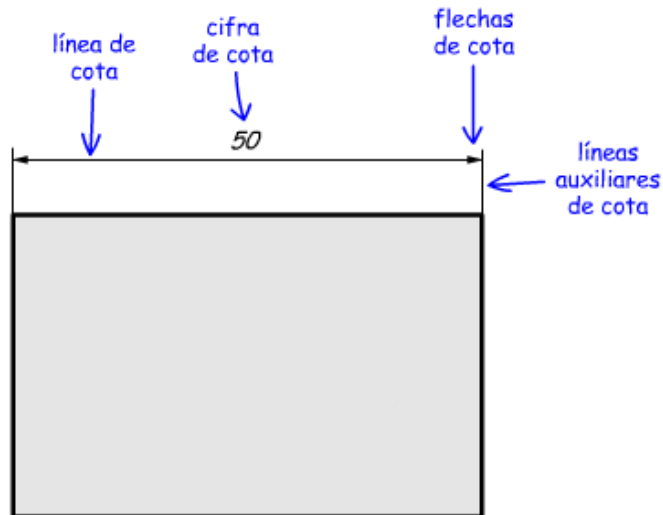 línea de
cota
cifra
de cota
flechas
de cota
50
líneas
auxiliares
de cota